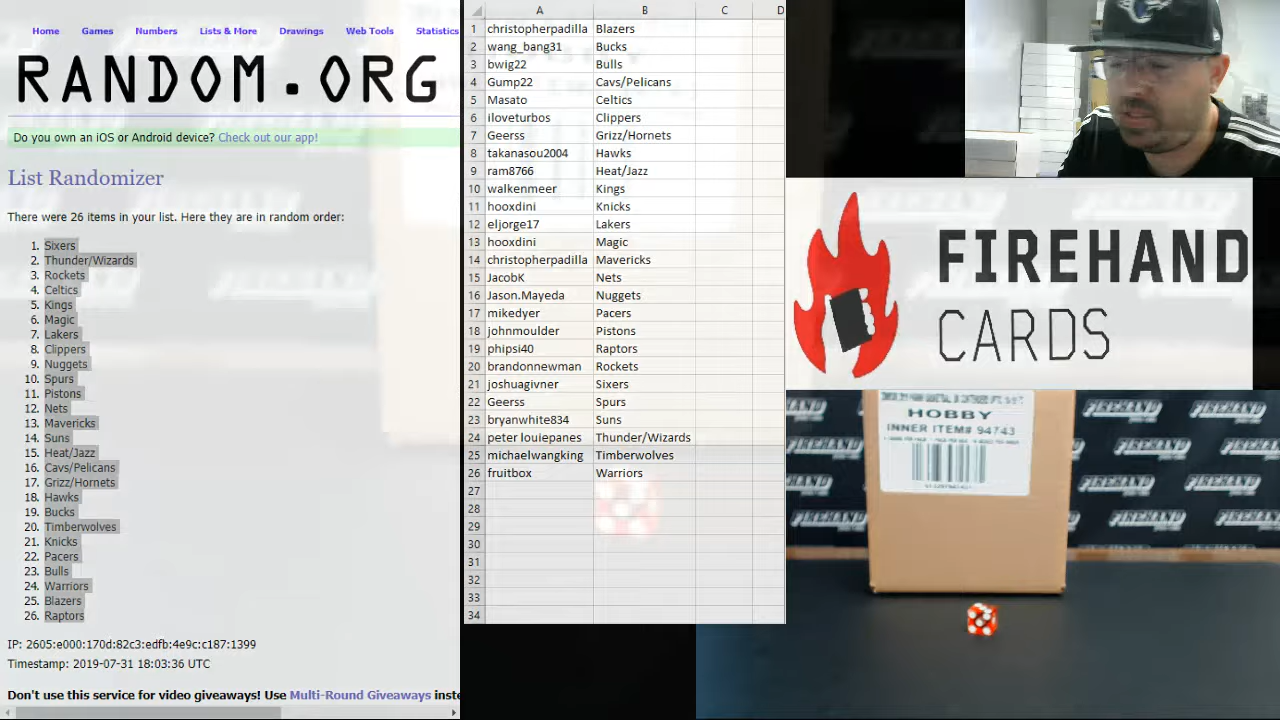 Home Games Numbers Lists & More Drawings Web Tools Statistics
RANDOM.ORG
Do you own an iOS or Android device? Check out our app!
List Randomizer
There were 26 items in your list. Here they are in random order:
1. Sixers
2. Thunder/Wizards
3. Rockets
4. Celtics
5. Kings
6. Magic
7. Lakers
8. Clippers
9. Nuggets
10. Spurs
11. Pistons
12. Nets
13. Mavericks
14. Suns
15. Heat/Jazz
16. Cavs/Pelicans
17. Grizz/Hornets
18. Hawks
19. Bucks
20. Timberwolves
21. Knicks
22. Pacers
23. Bulls
24. Warriors
25. Blazers
26. Raptors
IP: 2605:e000:170d:82c3:edfb:4e9c:c187:1399
Timestamp: 2019-07-31 18:03:36 UTC
Don't use this service for video giveaways! Use Multi-Round Giveaways inste
A B C D
1 christopherpadilla Blazers
2 wang_bang31 Bucks
3 bwig22 Bulls
4 Gump22 Cavs/Pelicans
5 Masato Celtics
6 iloveturbos Clippers
7 Geerss Grizz/Hornets
8 takanasou2004 Hawks
9 ram8766 Heat/Jazz
10 walkenmeer Kings
11 hooxdini Knicks
12 eljorge17 Lakers
13 hooxdini Magic
14 christopherpadilla Mavericks
15 JacobK Nets
16 Jason.Mayeda Nuggets
17 mikedyer Pacers
18 johnmoulder Pistons
19 phipsi40 Raptors
20 brandonnewman Rockets
21 joshuagivner Sixers
22 Geerss Spurs
23 bryanwhite834 Suns
24 peter louiepanes Thunder/Wizards
25 michaelwangking Timberwolves
26 fruitbox Warriors
27
28
29
30
31
32
33
34
FIREHAND
CARDS
HOBBY
INNER ITEM# 94743
FIREHAND
FIREHAND
FIREHAND
FIREHAND